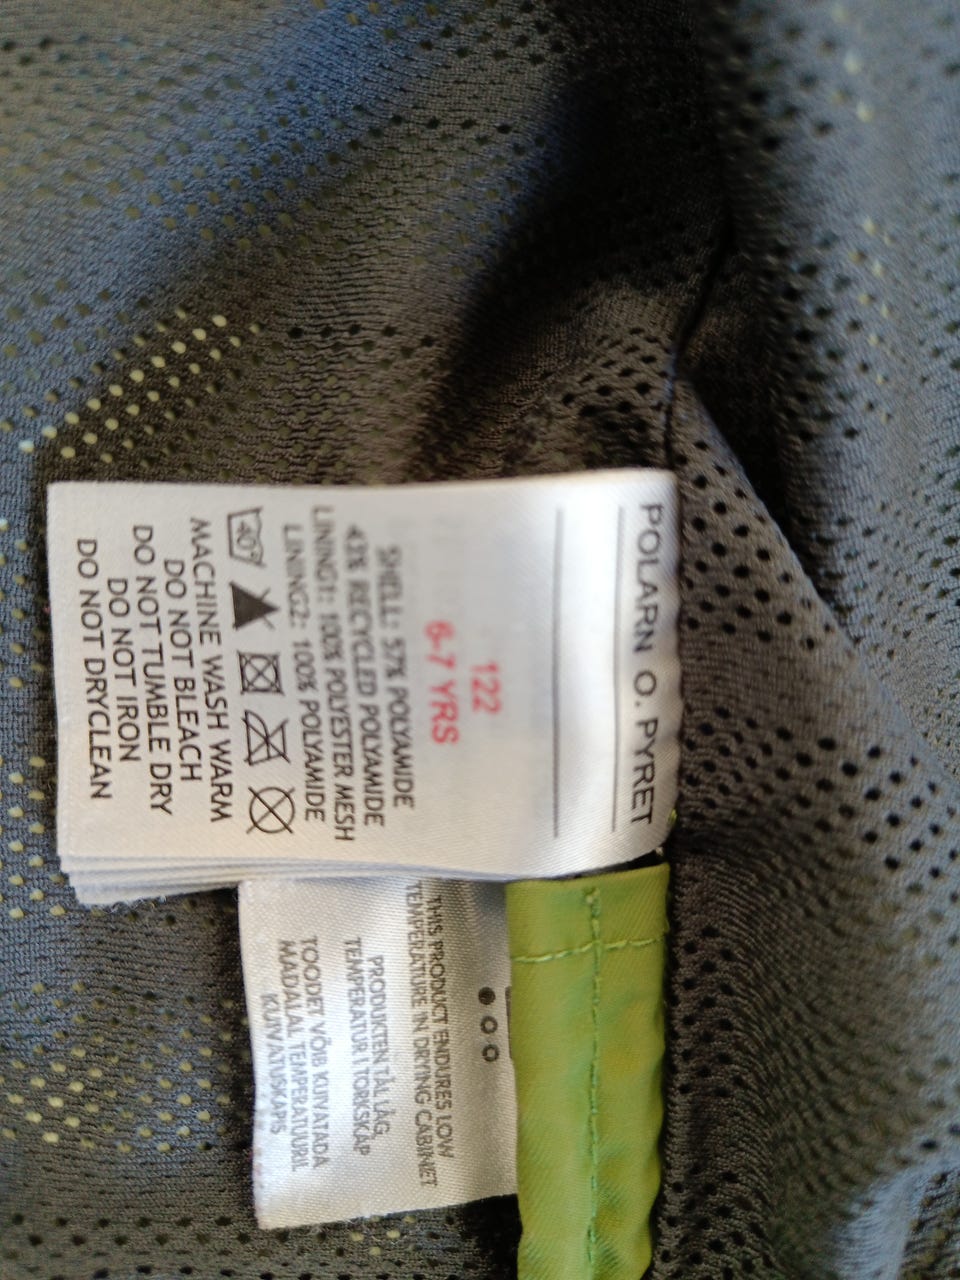 POLARN O. PYRET
122
6-7 YRS
SHELL: 57% POLYAMIDE
43% RECYCLED POLYAMIDE
LINING1: 100% POLYESTER MESH
LINING2: 100% POLYAMIDE
40°
MACHINE WASH WARM
DO NOT BLEACH
DO NOT TUMBLE DRY
DO NOT IRON
DO NOT DRYCLEAN
THIS PRODUCT ENDURES LOW
TEMPERATURE IN DRYING CABINET
PRODUKTEN TÅL LÅG
TEMPERATUR I TORKSKÅP
TOODET VÕIB KUIVATADA
MADALAL TEMPERATUURIL
KUIVATUSKAPIS